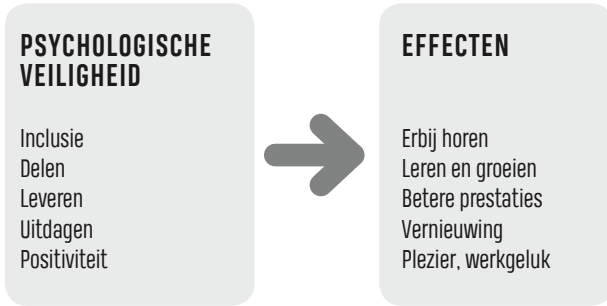 PSYCHOLOGISCHE
VEILIGHEID
Inclusie
Delen
Leveren
Uitdagen
Positiviteit
EFFECTEN
Erbij horen
Leren en groeien
Betere prestaties
Vernieuwing
Plezier, werkgeluk